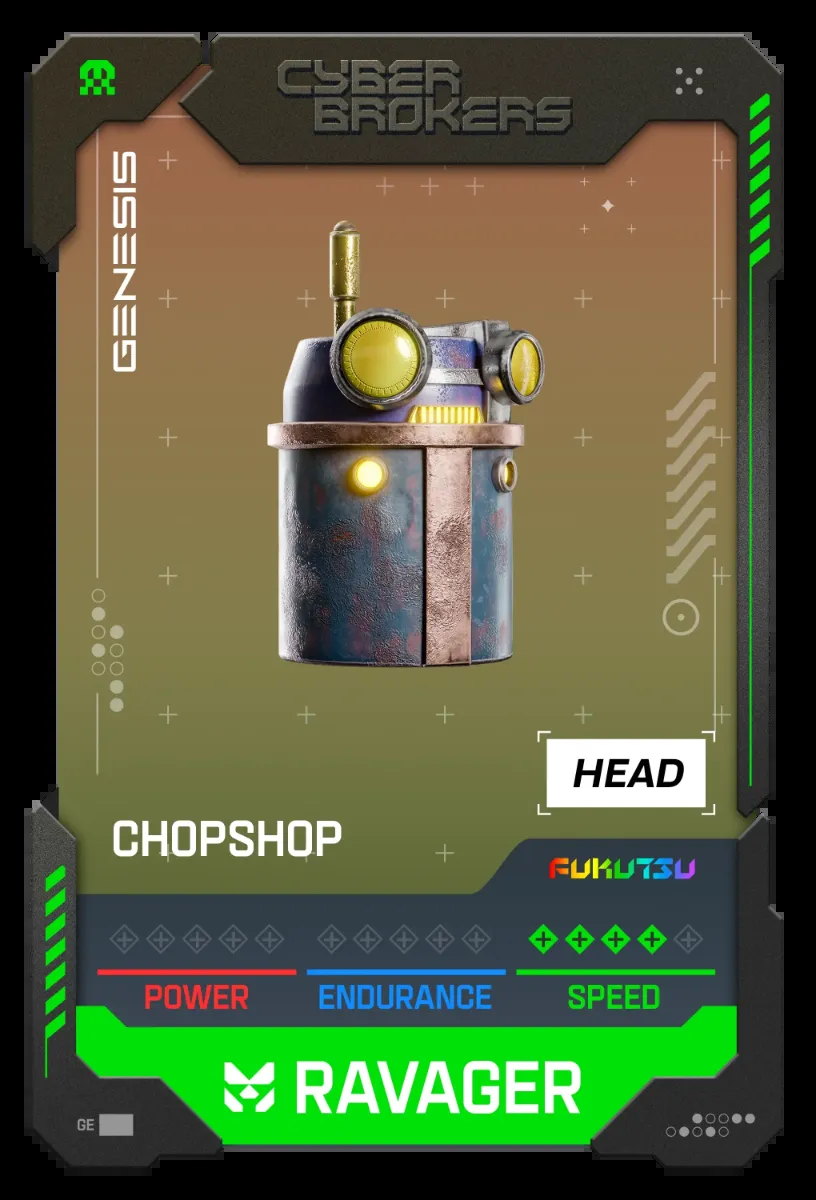 CYBER
BROKERS
GENESIS
HEAD
CHOPSHOP
FUKUTSU
POWER ENDURANCE SPEED
RAVAGER
GE